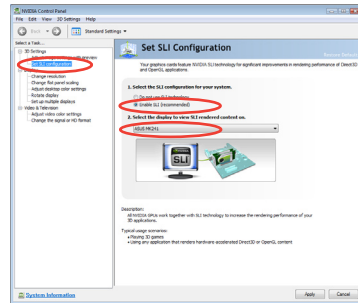 NVIDIA Control Panel
File Edit View 3D Settings Help
Back
Standard Settings
Select a Task...
3D Settings
Set SLI configuration
Change resolution
Change flat panel scaling
Adjust desktop color settings
Rotate display
Set up multiple displays
Video & Television
Adjust video color settings
Change the signal or HD format
System Information
Set SLI Configuration
Restore Defaults
Your graphics cards feature NVIDIA SLI technology for significant improvements in rendering performance of Direct3D
and OpenGL applications.
1. Select the SLI configuration for your system.
Do not use SLI technology
Enable SLI (recommended)
2. Select the display to view SLI rendered content on.
ASUS MK241
SLI
Description:
All NVIDIA GPUs work together with SLI technology to increase the rendering performance of your
3D applications.
Typical usage scenarios:
Playing 3D games
Using any application that renders hardware-accelerated Direct3D or OpenGL content
Apply
Cancel